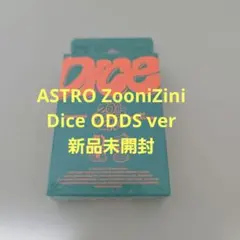 Dice
ASTRO ZooniZini
Dice ODDS ver
新品未開封